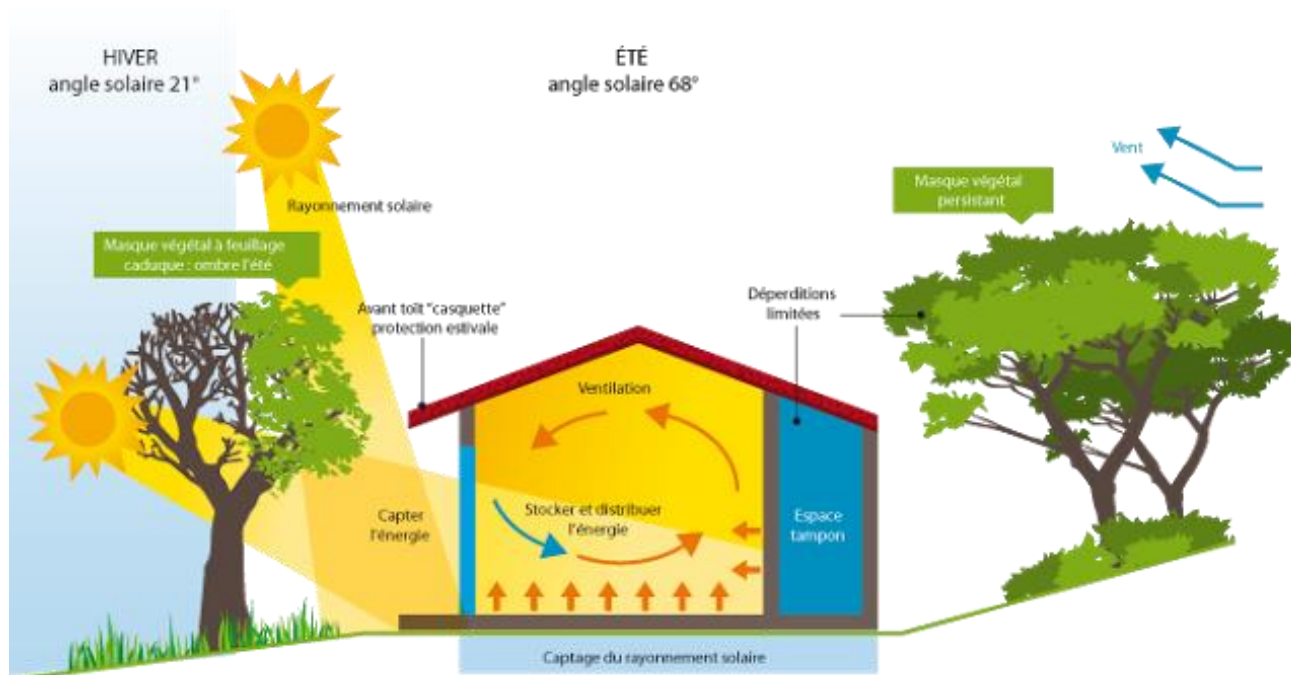 HIVER
angle solaire 21°
ÉTÉ
angle solaire 68°
Vent
Masque végétal
persistant
Rayonnement solaire
Masque végétal à feuillage
caduque : ombre l'été
Avant toît "casquette"
protection estivale
Déperditions
limitées
Ventilation
Capter
l'énergie
Stocker et distribuer
l'énergie
Espace
tampon
Captage du rayonnement solaire